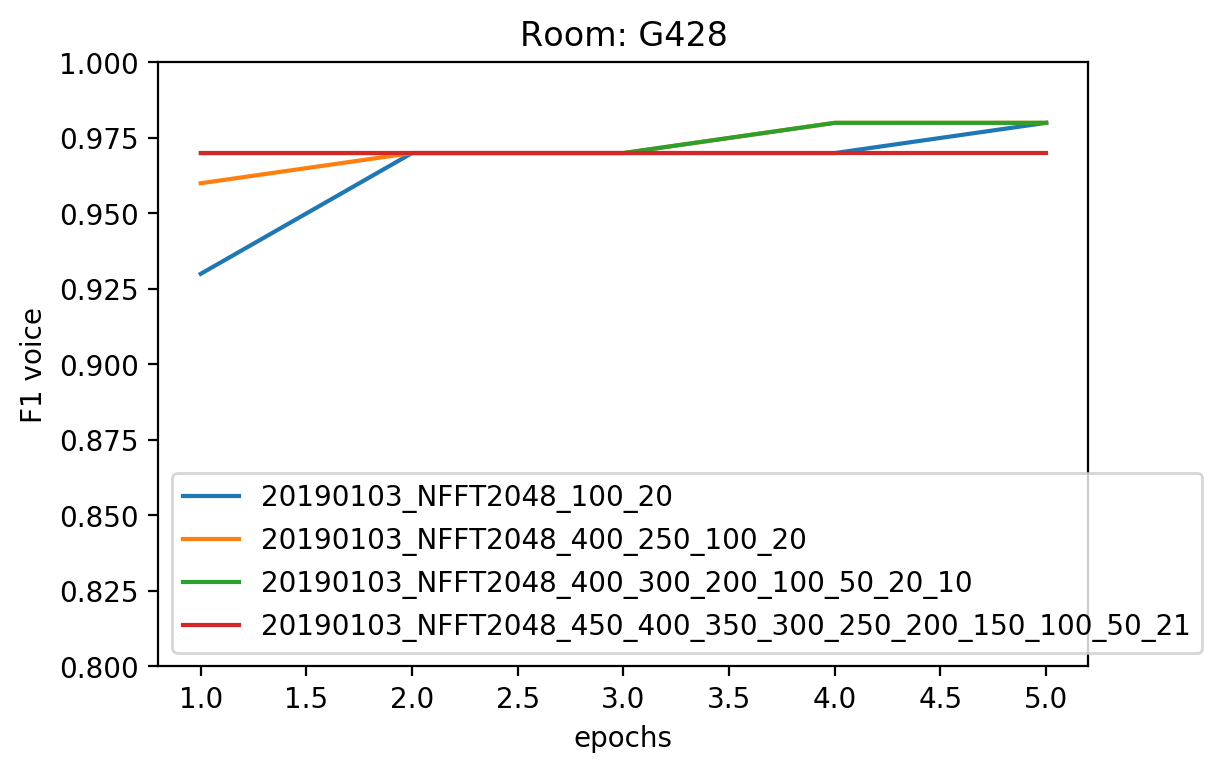 Room: G428
1.000
0.975
0.950
0.925
0.900
0.875
0.850
0.825
0.800
F1 voice
20190103_NFFT2048_100_20
20190103_NFFT2048_400_250_100_20
20190103_NFFT2048_400_300_200_100_50_20_10
20190103_NFFT2048_450_400_350_300_250_200_150_100_50_21
1.0 1.5 2.0 2.5 3.0 3.5 4.0 4.5 5.0
epochs